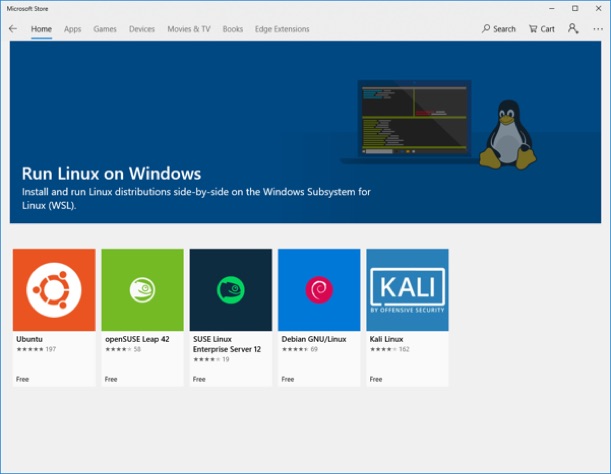 Microsoft Store
Home Apps Games Devices Movies & TV Books Edge Extensions Search Cart
Run Linux on Windows
Install and run Linux distributions side-by-side on the Windows Subsystem for
Linux (WSL).
KALI
BY OFFENSIVE SECURITY
Ubuntu openSUSE Leap 42 SUSE Linux Debian GNU/Linux Kali Linux
197 58 Enterprise Server 12 69 162
19
Free Free Free Free Free